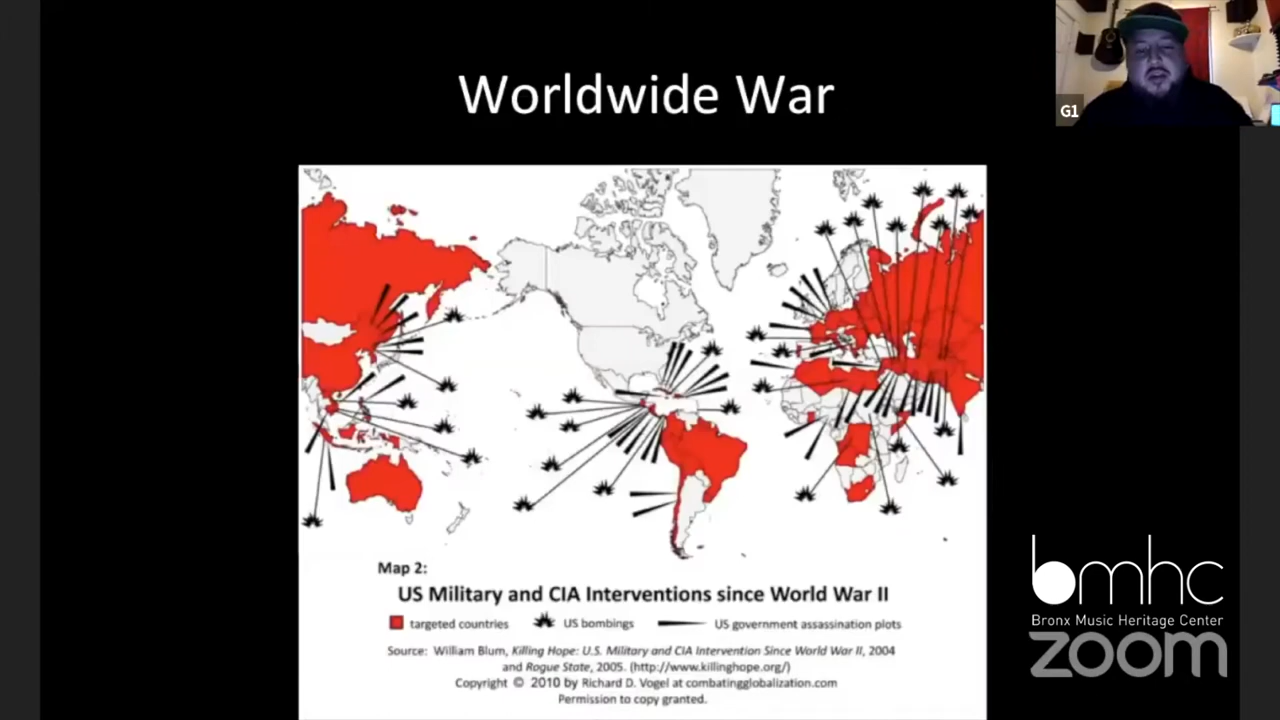 Worldwide War
G1
Map 2:
US Military and CIA Interventions since World War II
targeted countries US bombings US government assassination plots
Source: William Blum, Killing Hope: U.S. Military and CIA Intervention Since World War II, 2004
and Rogue State, 2005. (http://www.killinghope.org/)
Copyright © 2010 by Richard D. Vogel at combatingglobalization.com
Permission to copy granted.
bmhc
Bronx Music Heritage Center
zoom